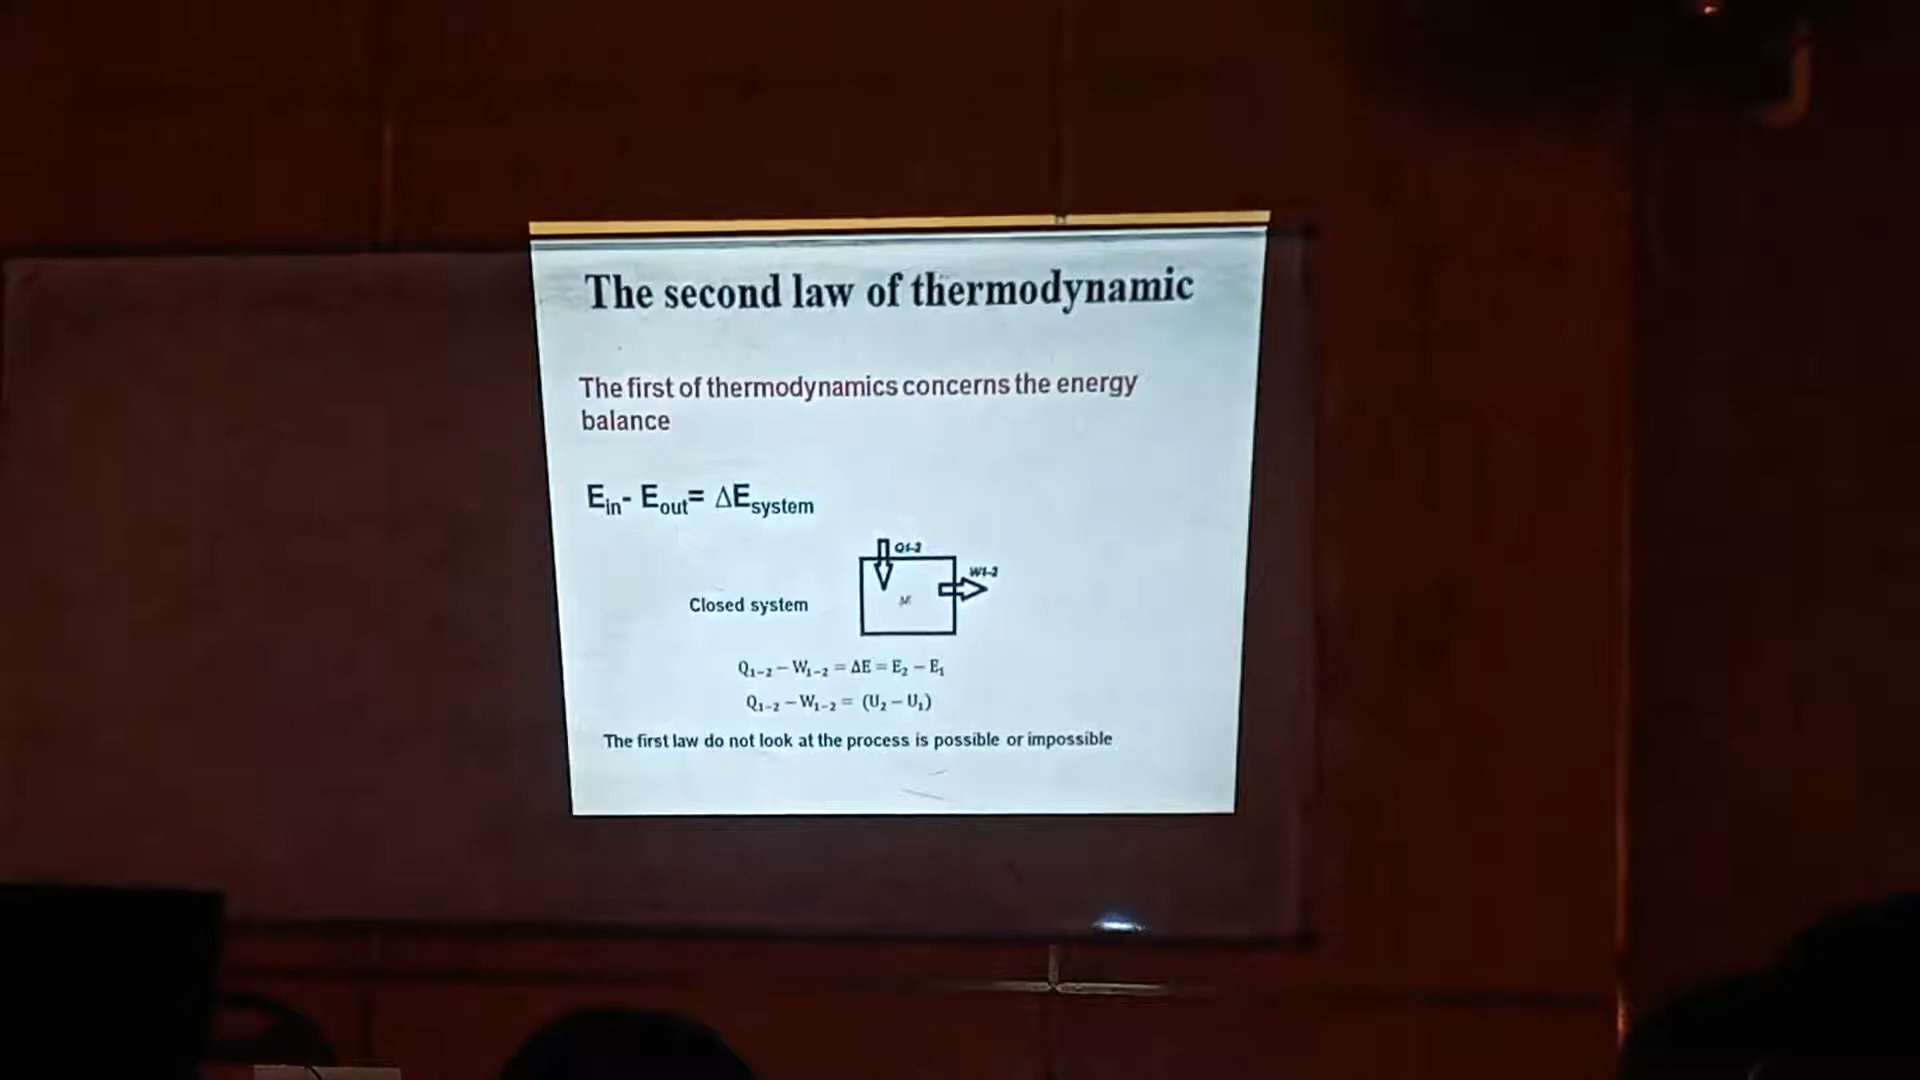 The second law of thermodynamic
The first of thermodynamics concerns the energy
balance
Ein- Eout= ΔEsystem
Q1-2
W1-2
Closed system
M
Q₁₋₂ − W₁₋₂ = ΔE = E₂ − E₁
Q₁₋₂ − W₁₋₂ = (U₂ − U₁)
The first law do not look at the process is possible or impossible